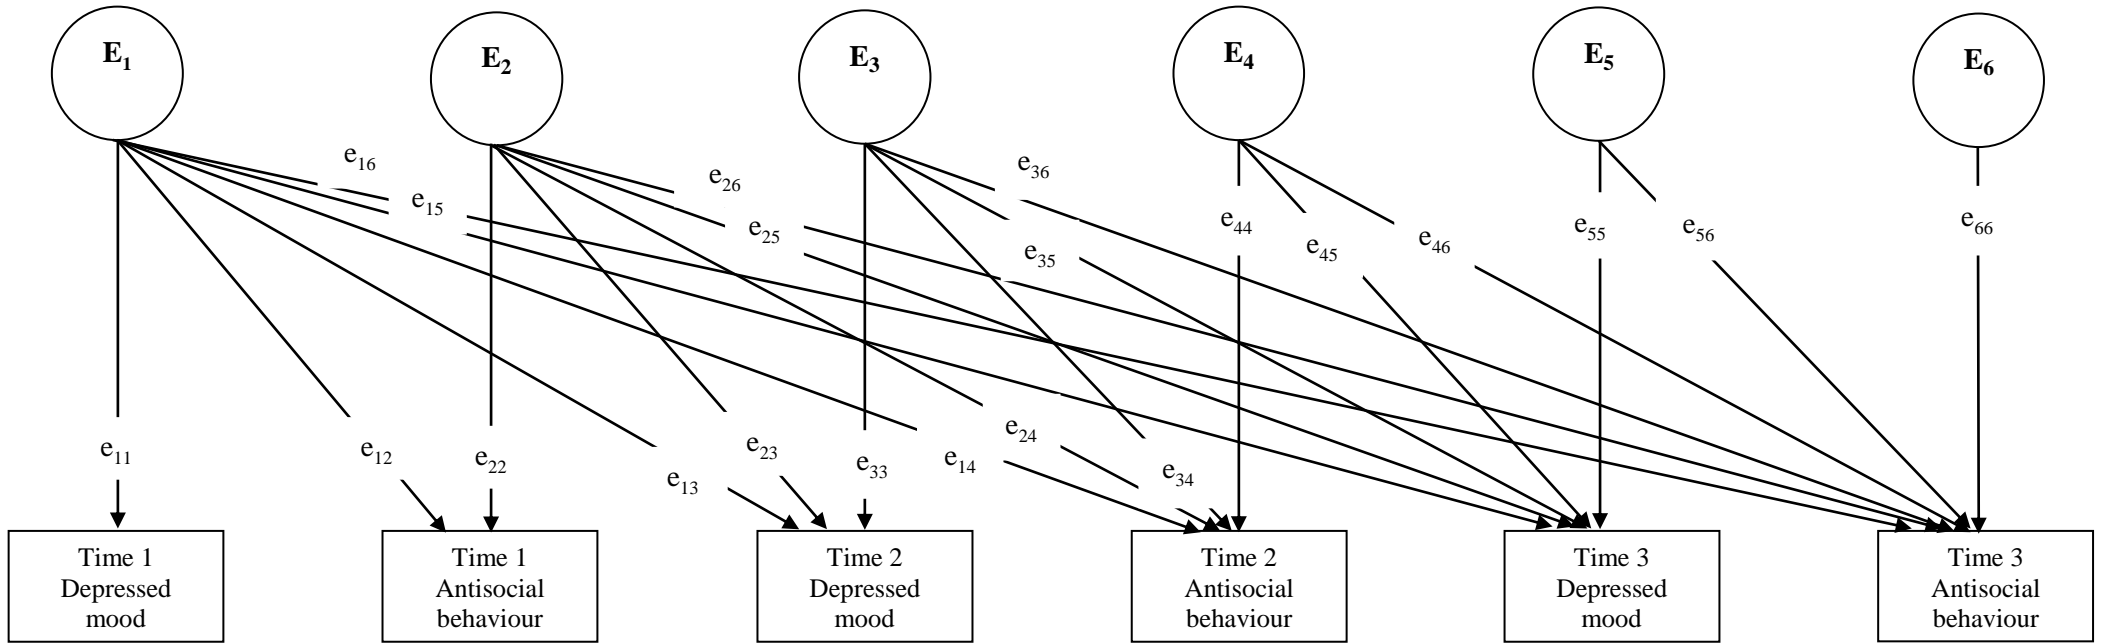 E₁
E₂
E₃
E₄
E₅
E₆
e₁₆
e₁₅
e₂₆
e₂₅
e₃₆
e₃₅
e₄₄
e₄₅
e₄₆
e₅₅
e₅₆
e₆₆
e₁₁
e₁₂
e₂₂
e₁₃
e₂₃
e₃₃
e₁₄
e₂₄
e₃₄
Time 1
Depressed
mood
Time 1
Antisocial
behaviour
Time 2
Depressed
mood
Time 2
Antisocial
behaviour
Time 3
Depressed
mood
Time 3
Antisocial
behaviour